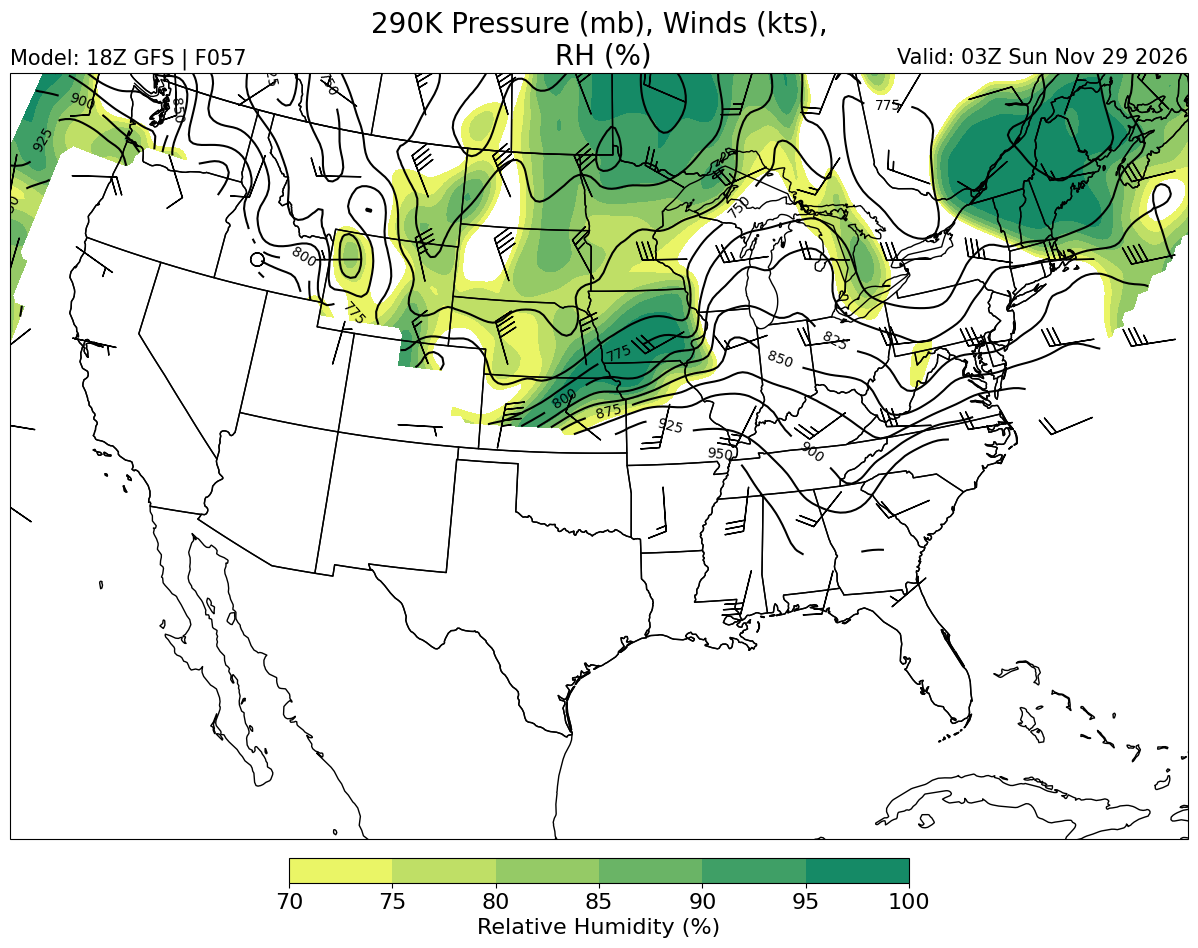 290K Pressure (mb), Winds (kts),
RH (%)
Model: 18Z GFS | F057
Valid: 03Z Sun Nov 29 2026
900
850
750
775
925
750
800
775
775
825
850
800
875
925
950
900
70 75 80 85 90 95 100
Relative Humidity (%)